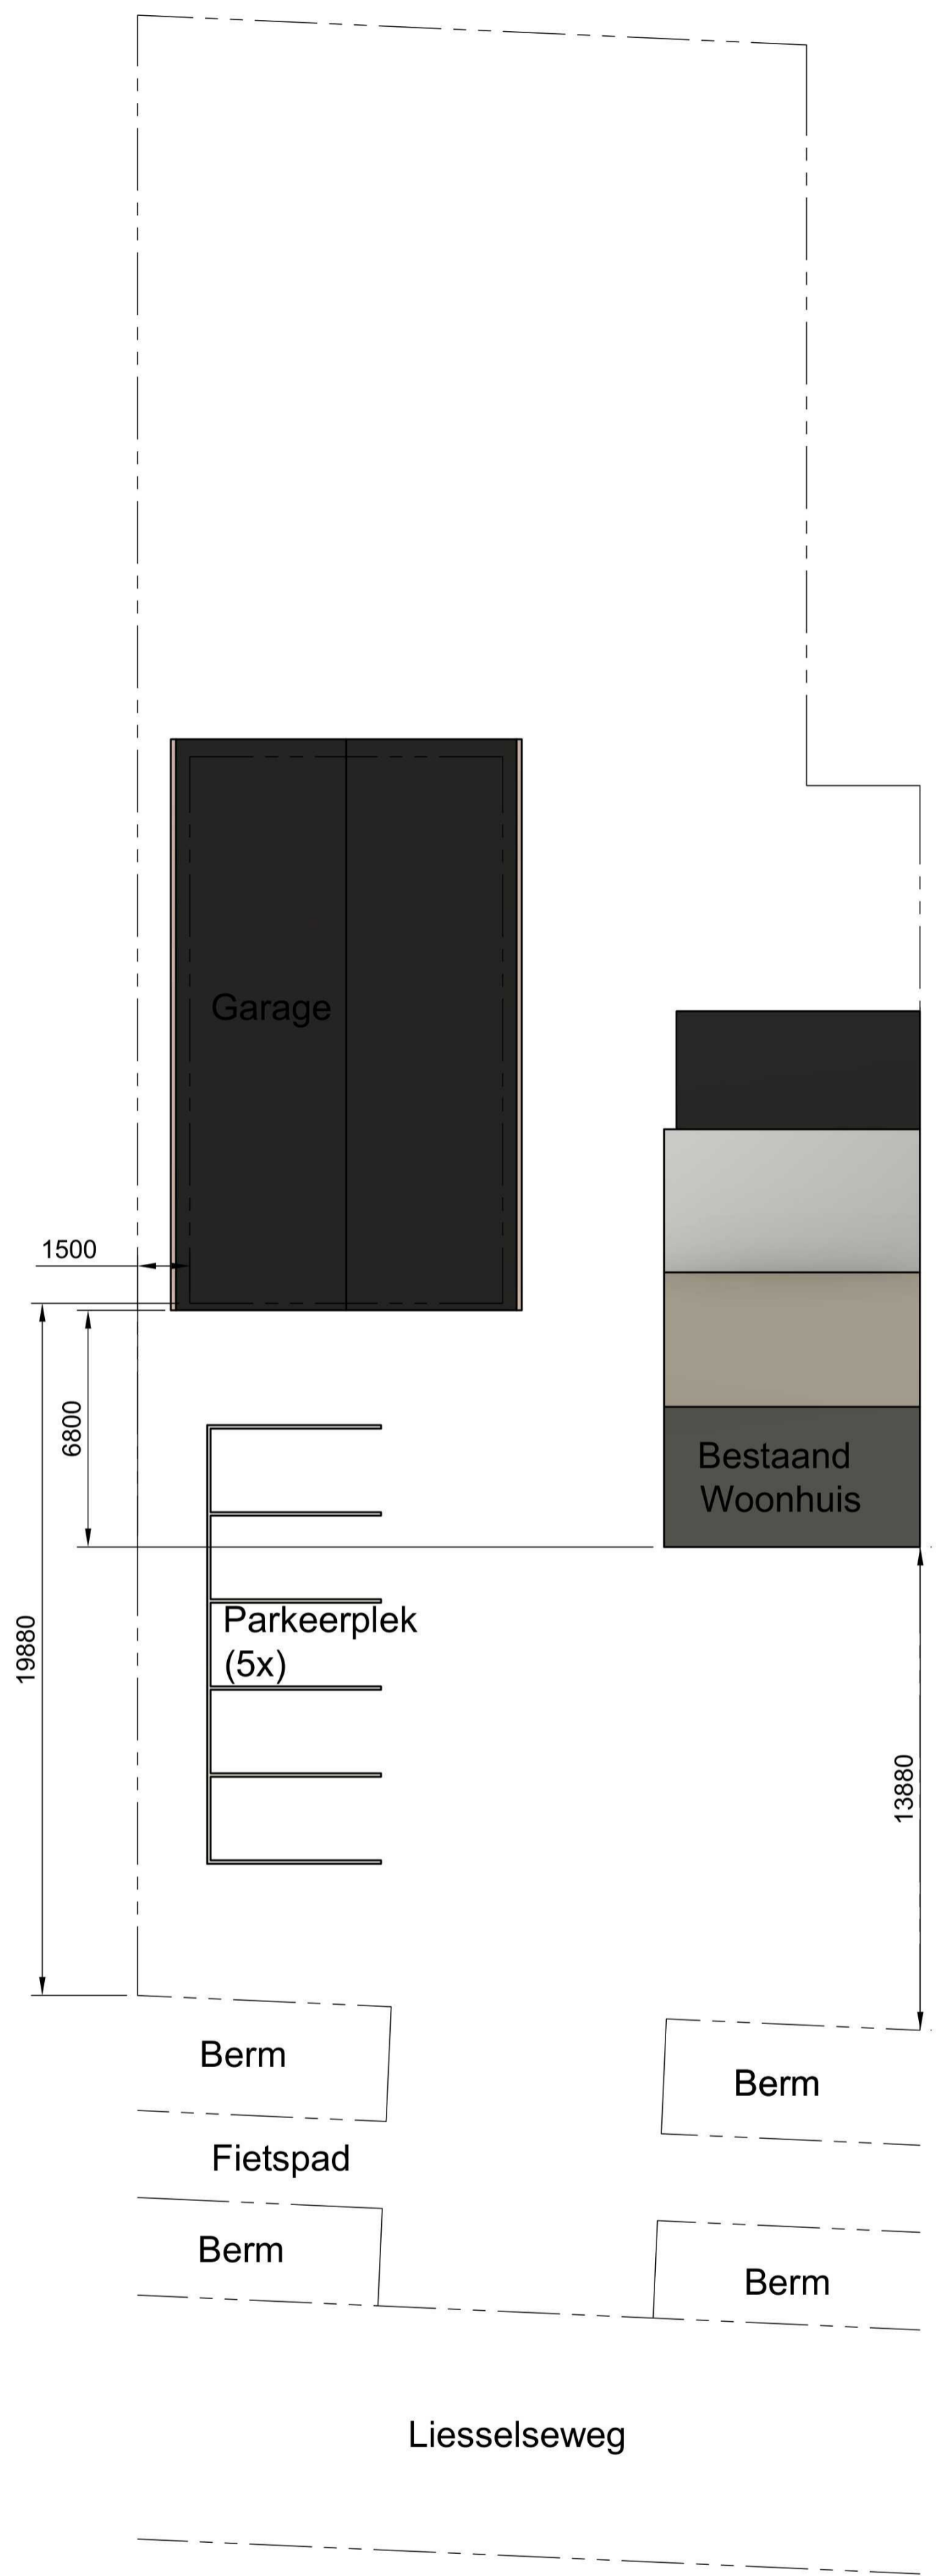 Garage
1500
6800
Bestaand
Woonhuis
Parkeerplek
(5x)
19880
13880
Berm
Berm
Fietspad
Berm
Berm
Liesselseweg